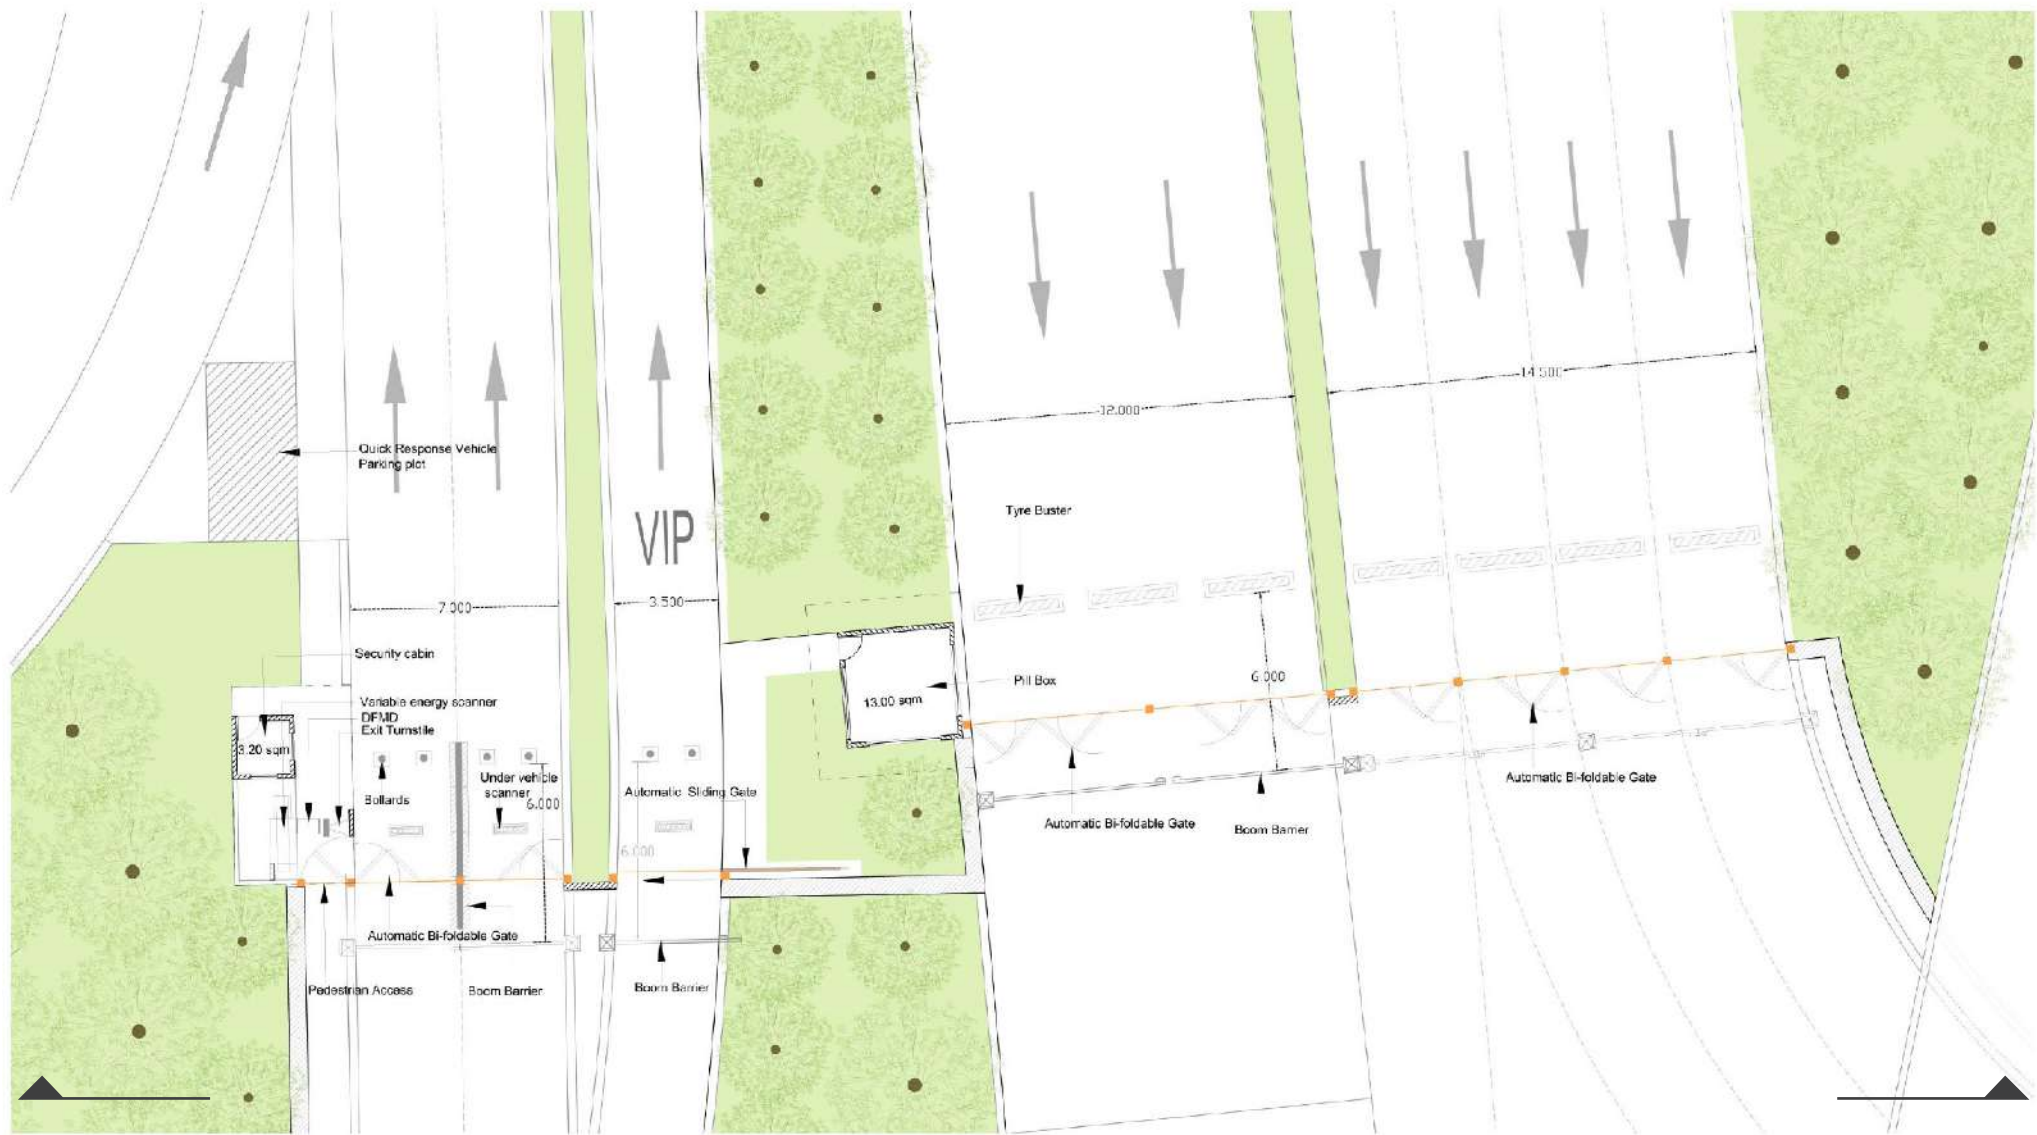 14.500
12.000
Quick Response Vehicle
Parking plot
Tyre Buster
VIP
7.000
3.500
Security cabin
Pill Box
6.000
Variable energy scanner
DFMD
Exit Turnstile
13.00 sqm
3.20 sqm
Under vehicle
scanner
Automatic Sliding Gate
Automatic Bi-foldable Gate
Bollards
6.000
Automatic Bi-foldable Gate
Boom Barrier
6.000
Automatic Bi-foldable Gate
Pedestrian Access
Boom Barrier
Boom Barrier